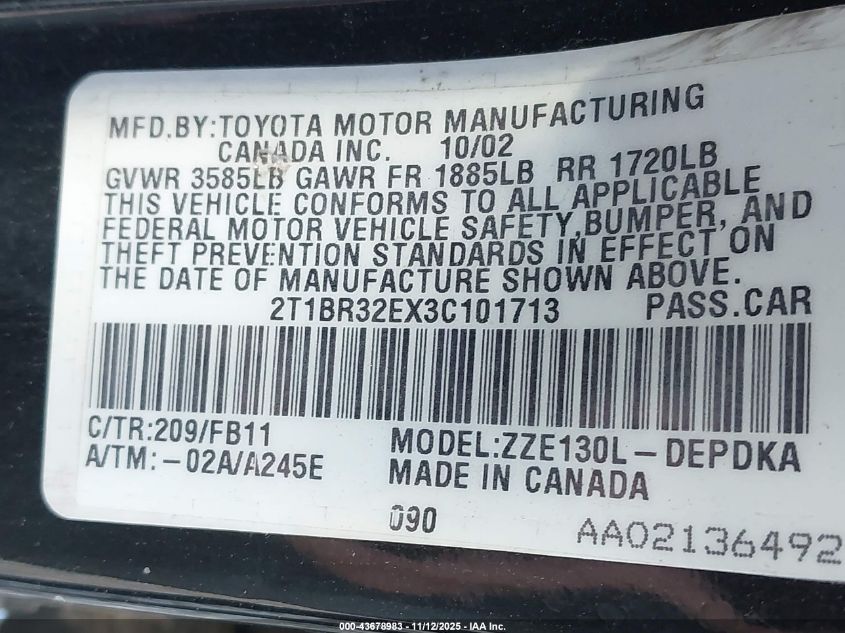 MFD.BY:TOYOTA MOTOR MANUFACTURING
CANADA INC. 10/02
GVWR 3585LB GAWR FR 1885LB RR 1720LB
THIS VEHICLE CONFORMS TO ALL APPLICABLE
FEDERAL MOTOR VEHICLE SAFETY,BUMPER, AND
THEFT PREVENTION STANDARDS IN EFFECT ON
THE DATE OF MANUFACTURE SHOWN ABOVE.
2T1BR32EX3C101713 PASS.CAR
C/TR:209/FB11
A/TM:-02A/A245E
MODEL:ZZE130L-DEPDKA
MADE IN CANADA
090
AA02136492
000-43678983 - 11/12/2025 - IAA Inc.